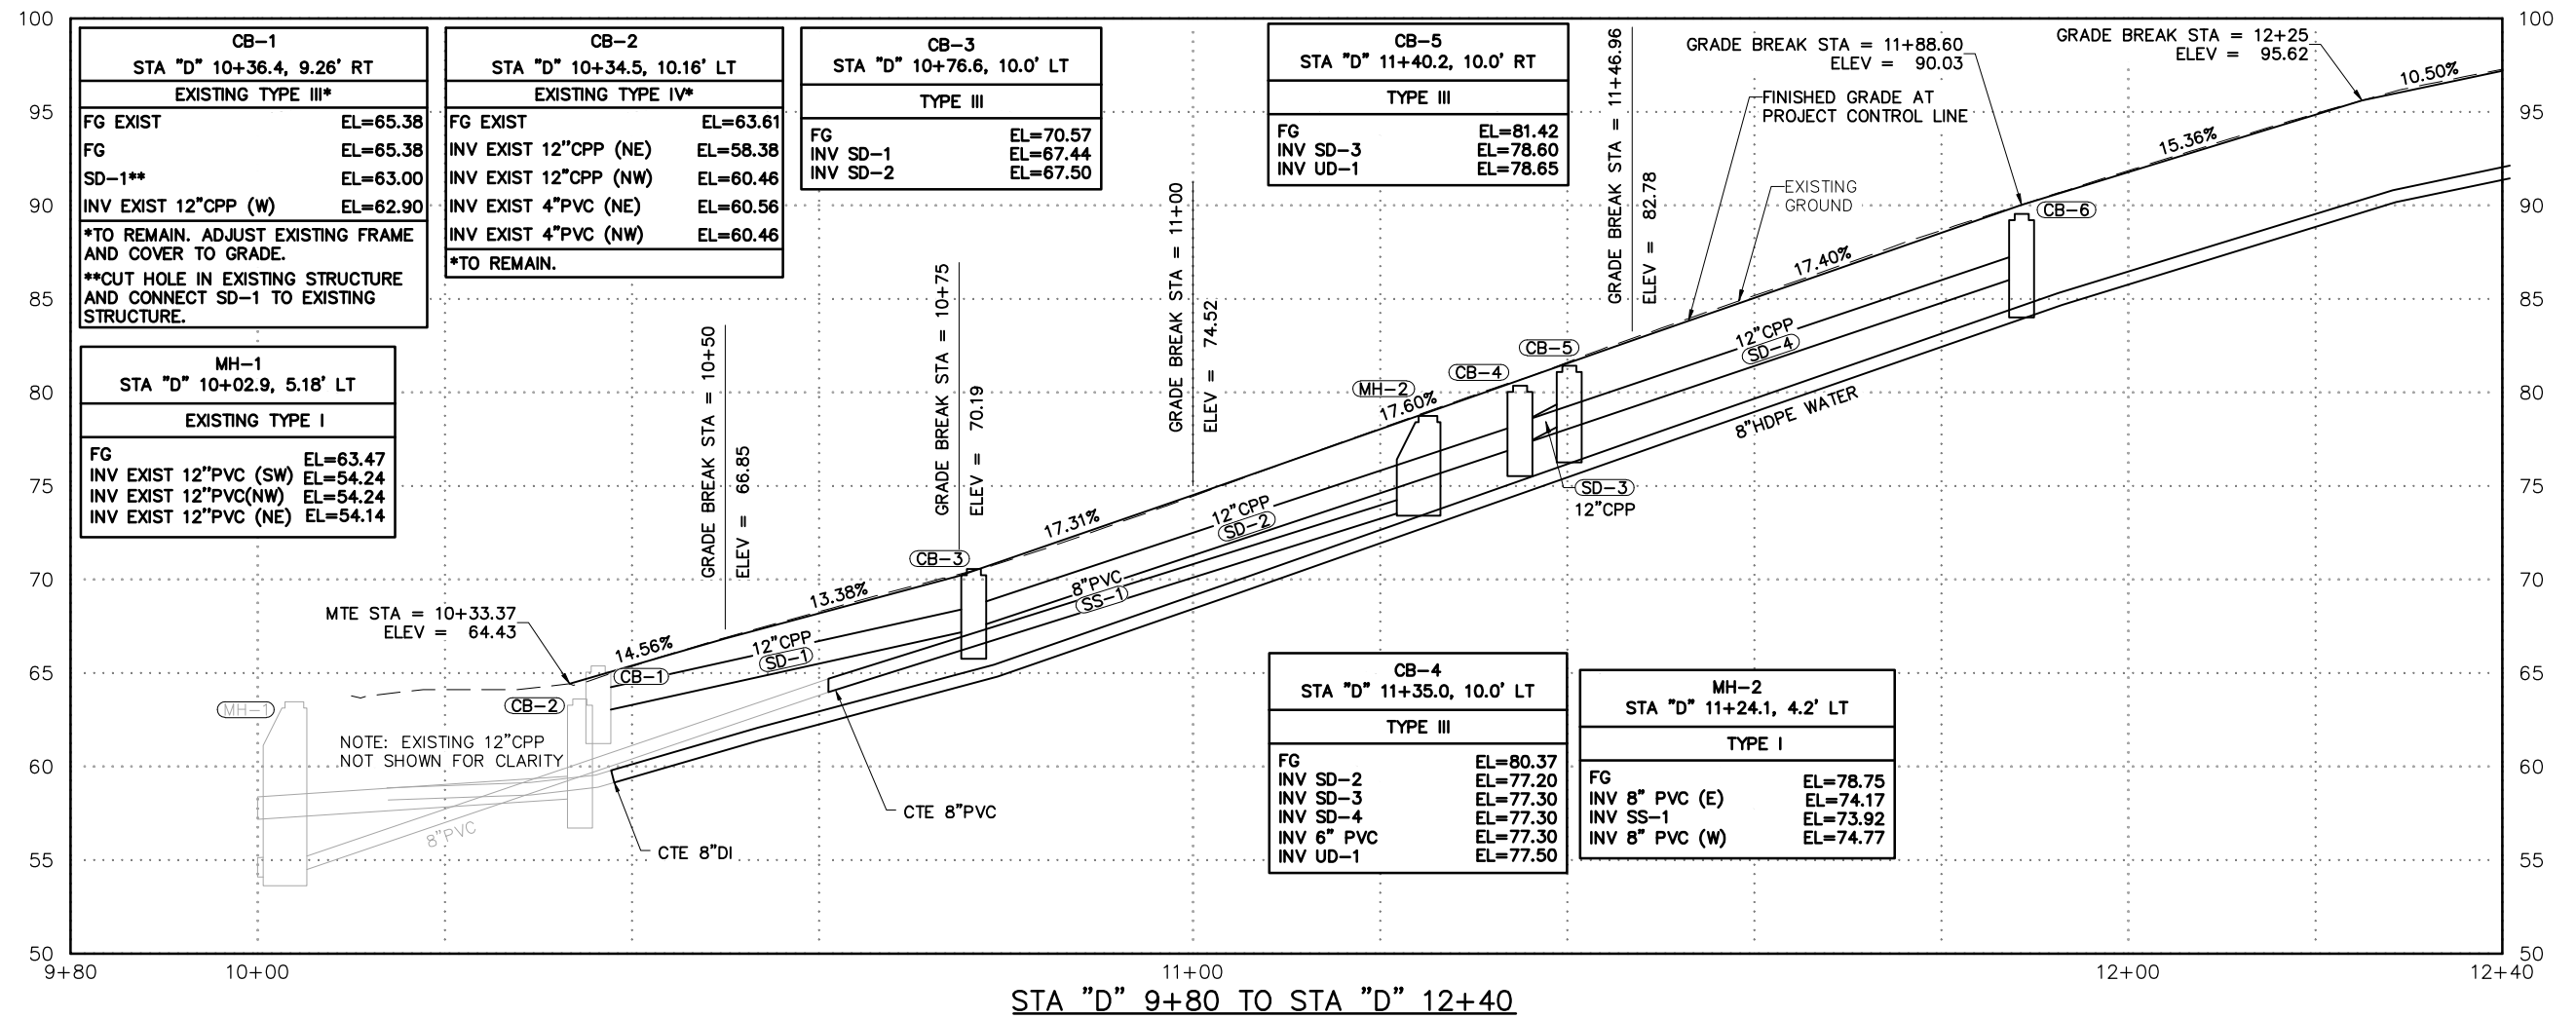 100
95
90
85
80
75
70
65
60
55
50
CB-1
STA "D" 10+36.4, 9.26' RT
EXISTING TYPE III*
FG EXIST EL=65.38
FG EL=65.38
SD-1** EL=63.00
INV EXIST 12"CPP (W) EL=62.90
*TO REMAIN. ADJUST EXISTING FRAME
AND COVER TO GRADE.
**CUT HOLE IN EXISTING STRUCTURE
AND CONNECT SD-1 TO EXISTING
STRUCTURE.
CB-2
STA "D" 10+34.5, 10.16' LT
EXISTING TYPE IV*
FG EXIST EL=63.61
INV EXIST 12"CPP (NE) EL=58.38
INV EXIST 12"CPP (NW) EL=60.46
INV EXIST 4"PVC (NE) EL=60.56
INV EXIST 4"PVC (NW) EL=60.46
*TO REMAIN.
CB-3
STA "D" 10+76.6, 10.0' LT
TYPE III
FG EL=70.57
INV SD-1 EL=67.44
INV SD-2 EL=67.50
CB-5
STA "D" 11+40.2, 10.0' RT
TYPE III
FG EL=81.42
INV SD-3 EL=78.60
INV UD-1 EL=78.65
MH-1
STA "D" 10+02.9, 5.18' LT
EXISTING TYPE I
FG EL=63.47
INV EXIST 12"PVC (SW) EL=54.24
INV EXIST 12"PVC(NW) EL=54.24
INV EXIST 12"PVC (NE) EL=54.14
GRADE BREAK STA = 10+50
ELEV = 66.85
GRADE BREAK STA = 10+75
ELEV = 70.19
GRADE BREAK STA = 11+00
ELEV = 74.52
GRADE BREAK STA = 11+46.96
ELEV = 82.78
GRADE BREAK STA = 11+88.60
ELEV = 90.03
GRADE BREAK STA = 12+25
ELEV = 95.62
FINISHED GRADE AT
PROJECT CONTROL LINE
EXISTING
GROUND
10.50%
15.36%
17.40%
17.60%
17.31%
13.38%
14.56%
CB-6
CB-5
CB-4
MH-2
CB-3
CB-1
CB-2
MH-1
12"CPP
SD-4
8"HDPE WATER
SD-3
12"CPP
12"CPP
SD-2
8"PVC
SS-1
12"CPP
SD-1
MTE STA = 10+33.37
ELEV = 64.43
NOTE: EXISTING 12"CPP
NOT SHOWN FOR CLARITY
8"PVC
CTE 8"PVC
CTE 8"DI
CB-4
STA "D" 11+35.0, 10.0' LT
TYPE III
FG EL=80.37
INV SD-2 EL=77.20
INV SD-3 EL=77.30
INV SD-4 EL=77.30
INV 6" PVC EL=77.30
INV UD-1 EL=77.50
MH-2
STA "D" 11+24.1, 4.2' LT
TYPE I
FG EL=78.75
INV 8" PVC (E) EL=74.17
INV SS-1 EL=73.92
INV 8" PVC (W) EL=74.77
100
95
90
85
80
75
70
65
60
55
50
9+80 10+00 11+00 12+00 12+40
STA "D" 9+80 TO STA "D" 12+40